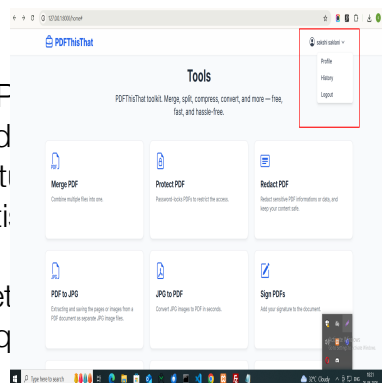 127.0.0.1:8000/home#
PDFThisThat
sakshi saklani
Profile
History
Logout
Tools
PDFThisThat toolkit. Merge, split, compress, convert, and more — free,
fast, and hassle-free.
Merge PDF
Combine multiple files into one.
Protect PDF
Password-locks PDFs to restrict the access.
Redact PDF
Redact sensitive PDF informations or data, and
keep your content safe.
PDF to JPG
Extracting and saving the pages or images from a
PDF document as separate JPG image files.
JPG to PDF
Convert JPG images to PDF in seconds.
Sign PDFs
Add your signature to the document.
Type here to search
32°C Cloudy
ENG